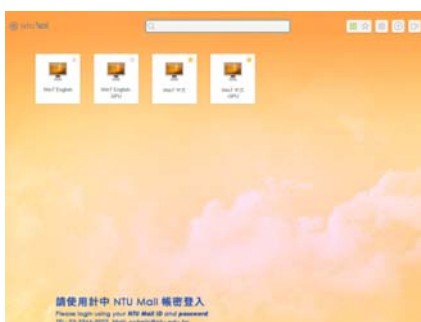 Win7 English
Win7 English
GPU
Win7 中文
Win7 中文
GPU
請使用計中 NTU Mail 帳密登入
Please login using your NTU Mail ID and password